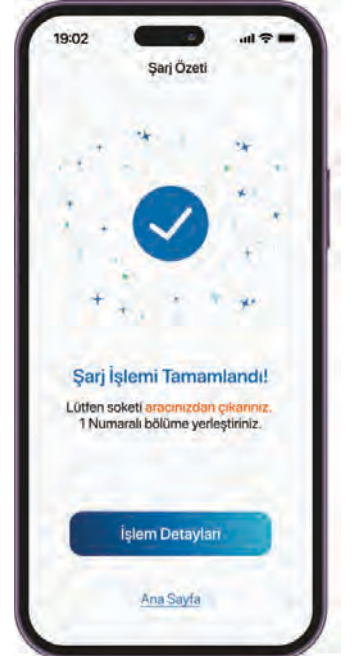 19:02
Şarj Özeti
Şarj İşlemi Tamamlandı!
Lütfen soketi aracınızdan çıkarınız.
1 Numaralı bölüme yerleştiriniz.
İşlem Detayları
Ana Sayfa